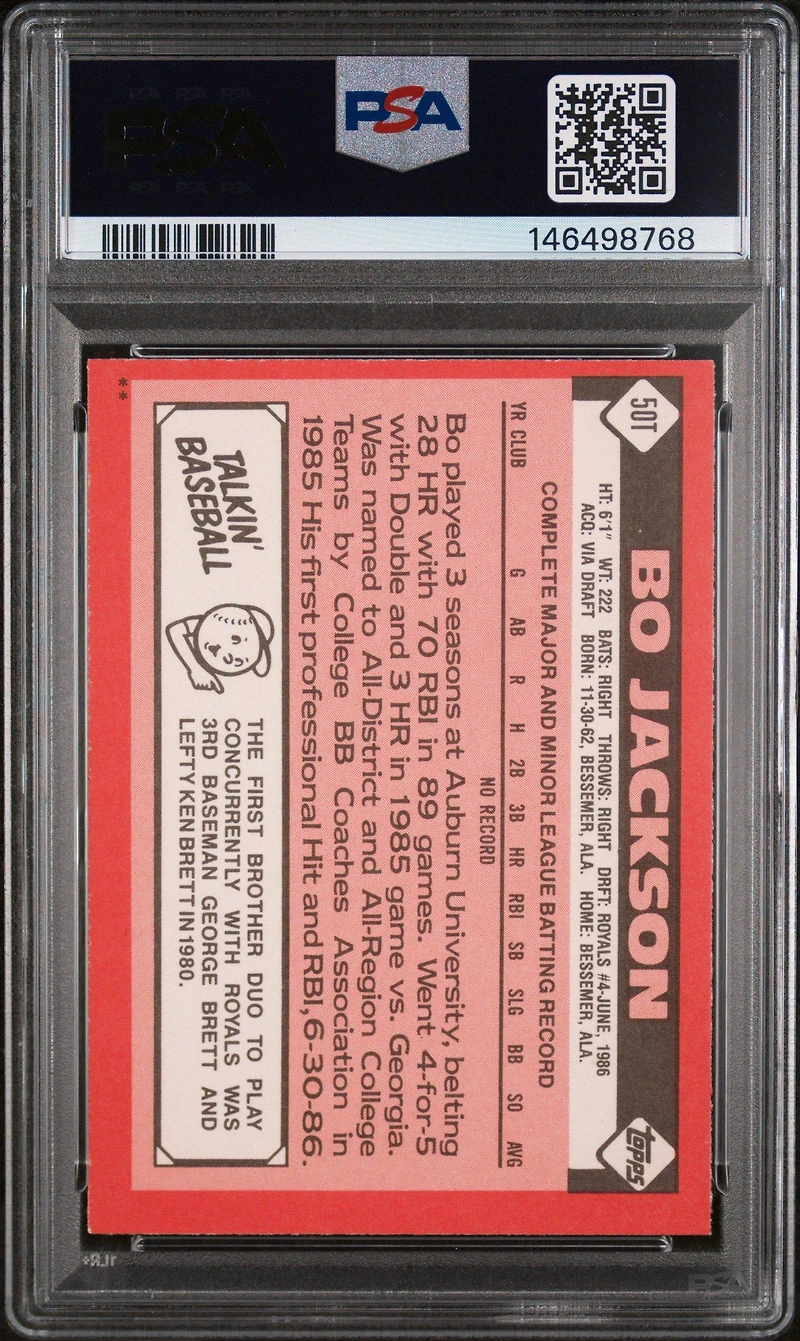 PSA
PSA
146498768
50T
BO JACKSON
topps
HT: 6'1" WT: 222 BATS: RIGHT THROWS: RIGHT DRFT: ROYALS #4-JUNE, 1986
ACQ: VIA DRAFT BORN: 11-30-62, BESSEMER, ALA. HOME: BESSEMER, ALA.
COMPLETE MAJOR AND MINOR LEAGUE BATTING RECORD
YR CLUB G AB R H 2B 3B HR RBI SB SLG BB SO AVG
NO RECORD
Bo played 3 seasons at Auburn University, belting
28 HR with 70 RBI in 89 games. Went 4-for-5
with Double and 3 HR in 1985 game vs. Georgia.
Was named to All-District and All-Region College
Teams by College BB Coaches Association in
1985 His first professional Hit and RBI, 6-30-86.
TALKIN'
BASEBALL
THE FIRST BROTHER DUO TO PLAY
CONCURRENTLY WITH ROYALS WAS
3RD BASEMAN GEORGE BRETT AND
LEFTY KEN BRETT IN 1980.
**
PSA